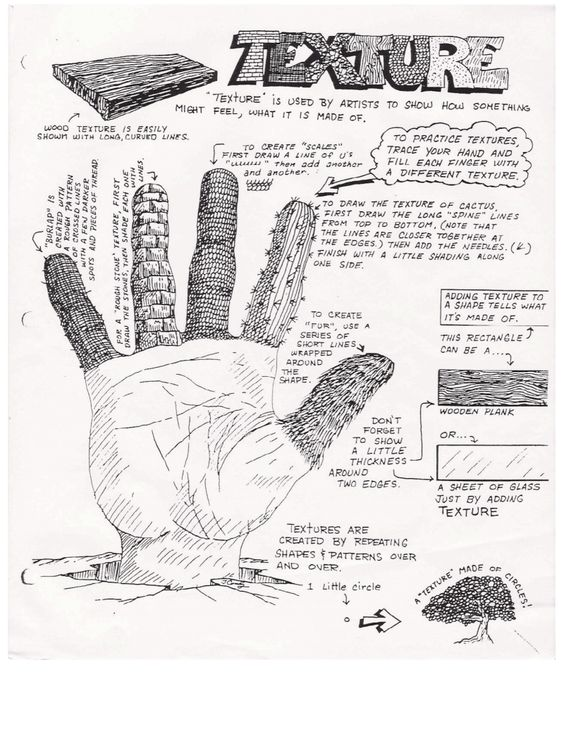 TEXTURE
"TEXTURE" IS USED BY ARTISTS TO SHOW HOW SOMETHING
MIGHT FEEL, WHAT IT IS MADE OF.
WOOD TEXTURE IS EASILY
SHOWN WITH LONG, CURVED LINES.
TO CREATE "SCALES"
FIRST DRAW A LINE OF U'S
"UUUUUU" then add another
and another.
TO PRACTICE TEXTURES,
TRACE YOUR HAND AND
FILL EACH FINGER WITH
A DIFFERENT TEXTURE.
"BURLAP" IS
CREATED WITH
A ROUGH PATTERN
OF CROSSED LINES
WITH A FEW DARKER
SPOTS AND PIECES OF THREAD
FOR A "ROUGH STONE" TEXTURE, FIRST
DRAW THE STONES, THEN SHADE EACH ONE
WITH
LINES.
TO DRAW THE TEXTURE OF CACTUS,
FIRST DRAW THE LONG "SPINE" LINES
FROM TOP TO BOTTOM, (NOTE THAT
THE LINES ARE CLOSER TOGETHER AT
THE EDGES.) THEN ADD THE NEEDLES.
FINISH WITH A LITTLE SHADING ALONG
ONE SIDE.
TO CREATE
"FUR", USE A
SERIES OF
SHORT LINES
WRAPPED
AROUND
THE
SHAPE.
ADDING TEXTURE TO
A SHAPE TELLS WHAT
IT'S MADE OF.
THIS RECTANGLE
CAN BE A...
WOODEN PLANK
OR...
A SHEET OF GLASS
JUST BY ADDING
TEXTURE
DON'T
FORGET
TO SHOW
A LITTLE
THICKNESS
AROUND
TWO EDGES.
TEXTURES ARE
CREATED BY REPEATING
SHAPES & PATTERNS OVER
AND OVER.
1 Little circle
A "TEXTURE" MADE OF CIRCLES!